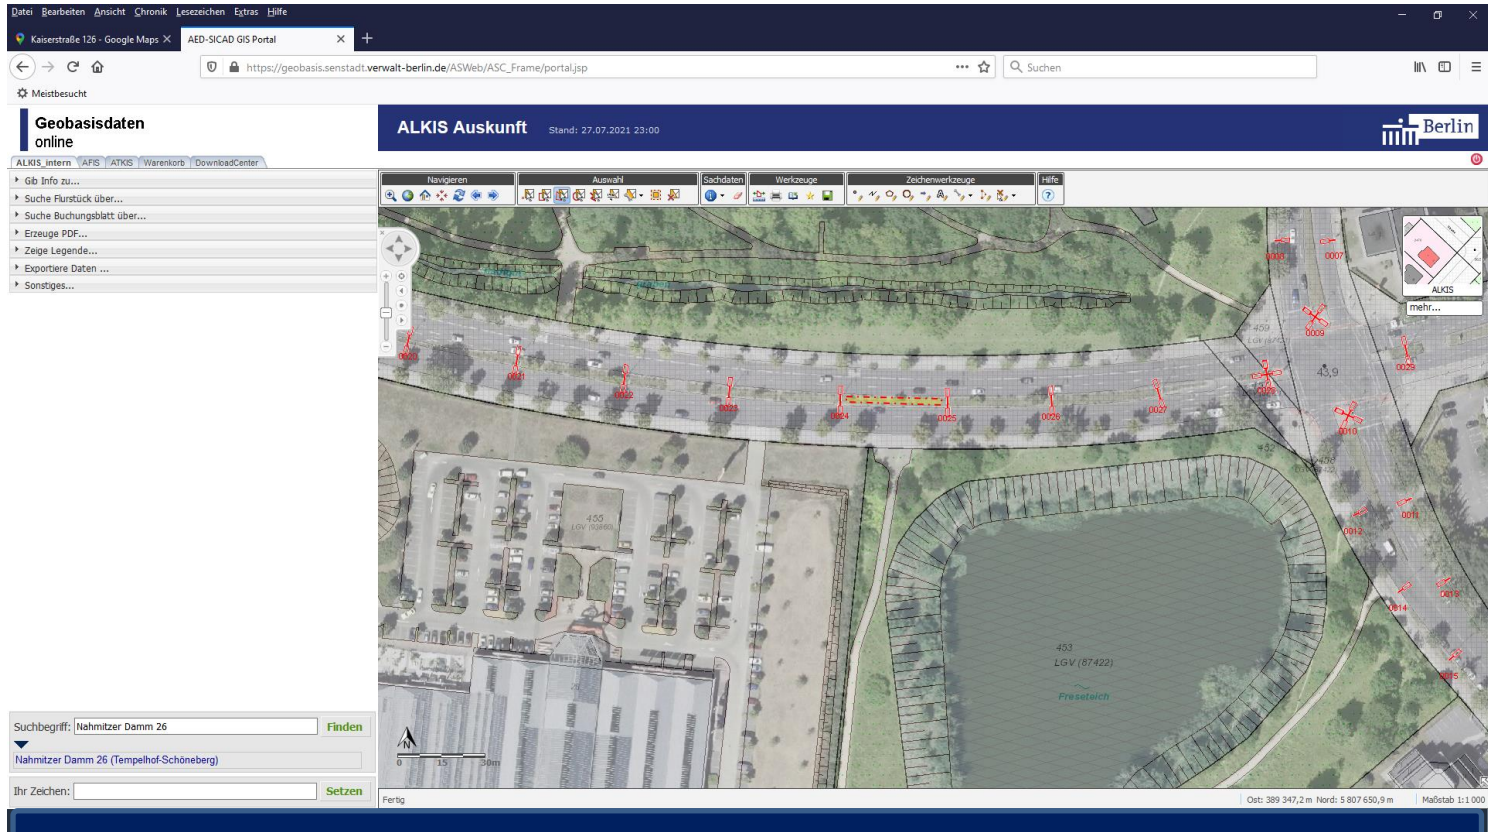 Datei Bearbeiten Ansicht Chronik Lesezeichen Extras Hilfe
Kaiserstraße 126 - Google Maps
AED-SICAD GIS Portal
https://geobasis.senstadt.verwalt-berlin.de/ASWeb/ASC_Frame/portal.jsp
Suchen
Meistbesucht
Geobasisdaten
online
ALKIS Auskunft Stand: 27.07.2021 23:00
Berlin
ALKIS_intern AFIS ATKIS Warenkorb DownloadCenter
Gib Info zu...
Suche Flurstück über...
Suche Buchungsblatt über...
Erzeuge PDF...
Zeige Legende...
Exportiere Daten ...
Sonstiges...
Navigieren Auswahl Sachdaten Werkzeuge Zeichenwerkzeuge Hilfe
ALKIS
mehr...
0007
0009
459
0029
43,9
0020
0021
0022
0023
0024
0025
0026
0027
0010
455
LGV (93860)
0011
0012
0014
0015
453
LGV (87422)
Freseteich
N
0 15 30m
Suchbegriff: Nahmitzer Damm 26 Finden
Nahmitzer Damm 26 (Tempelhof-Schöneberg)
Ihr Zeichen: Setzen
Fertig
Ost: 389 347,2 m Nord: 5 807 650,9 m
Maßstab 1:1 000